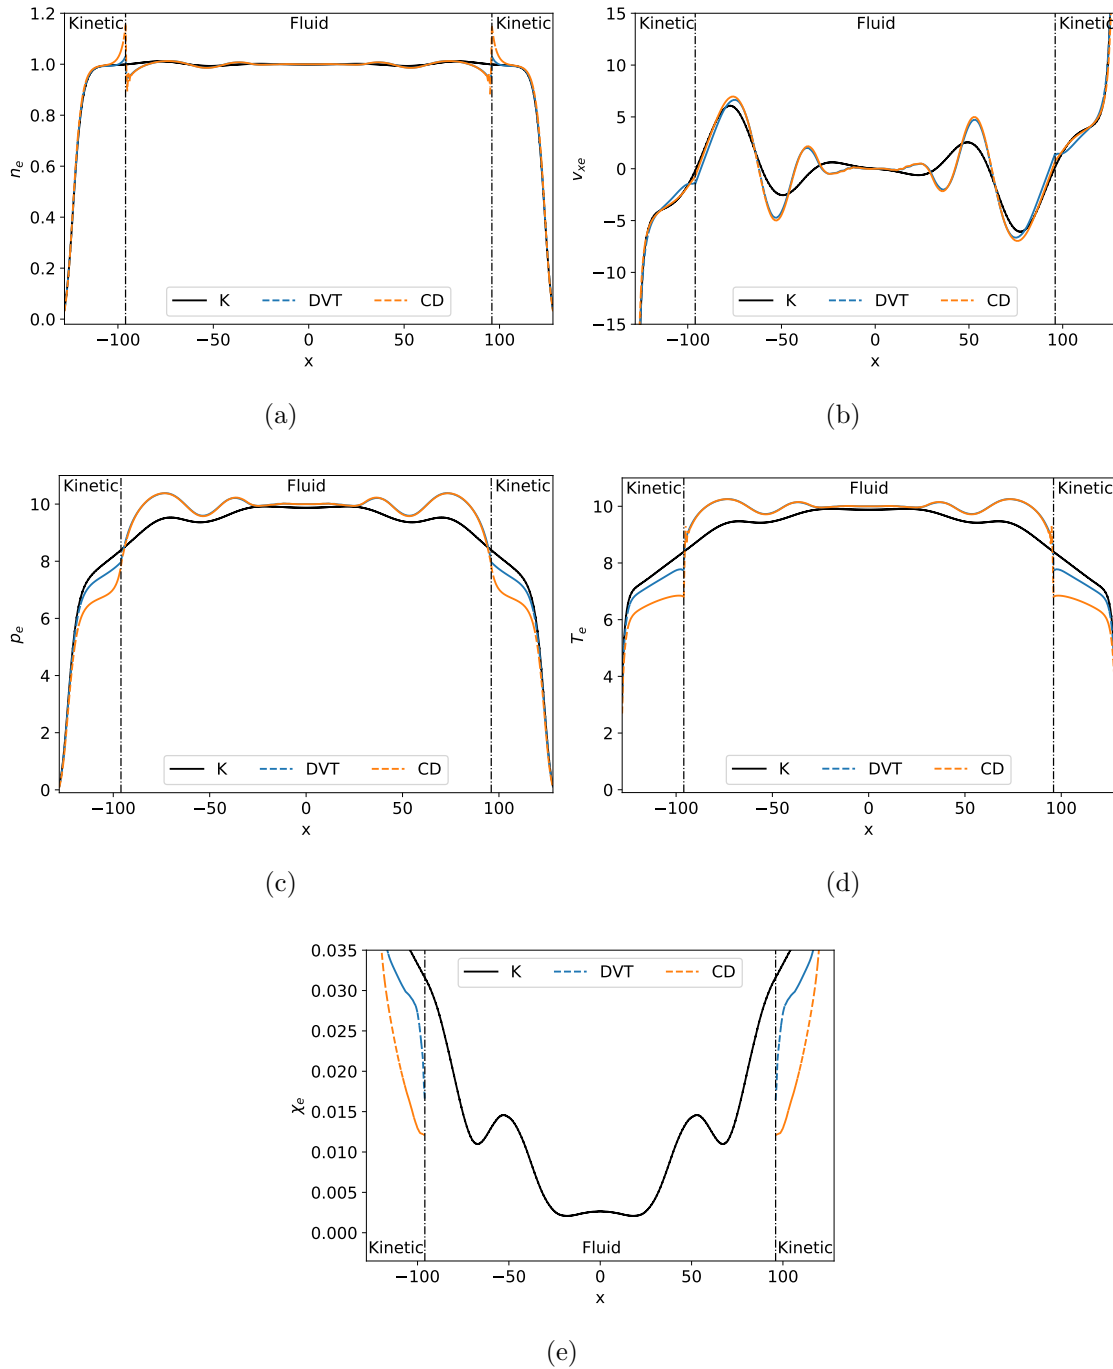 Kinetic Fluid Kinetic
1.2
1.0
0.8
0.6
0.4
0.2
0.0
n_e
K DVT CD
−100 −50 0 50 100
x
(a)
Kinetic Fluid Kinetic
15
10
5
0
−5
−10
−15
v_xe
K DVT CD
−100 −50 0 50 100
x
(b)
Kinetic Fluid Kinetic
10
8
6
4
2
0
p_e
K DVT CD
−100 −50 0 50 100
x
(c)
Kinetic Fluid Kinetic
10
8
6
4
2
0
T_e
K DVT CD
−100 −50 0 50 100
x
(d)
K DVT CD
0.035
0.030
0.025
0.020
0.015
0.010
0.005
0.000
χ_e
Kinetic Fluid Kinetic
−100 −50 0 50 100
x
(e)